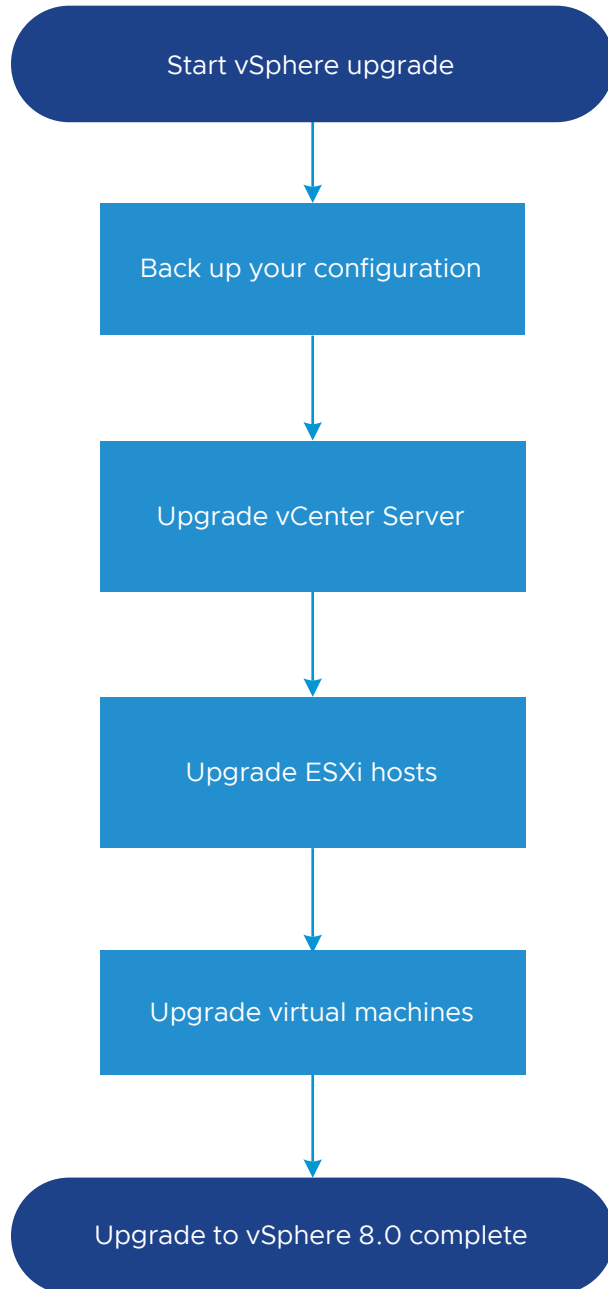 Start vSphere upgrade
Back up your configuration
Upgrade vCenter Server
Upgrade ESXi hosts
Upgrade virtual machines
Upgrade to vSphere 8.0 complete